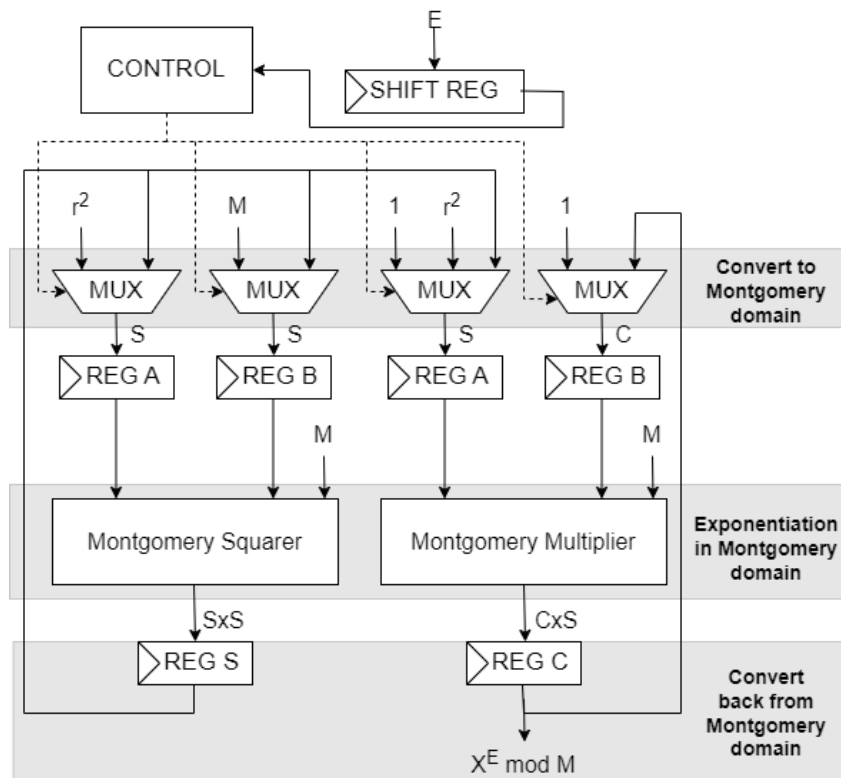 E
CONTROL
SHIFT REG
r²
M
1
r²
1
MUX
MUX
MUX
MUX
Convert to
Montgomery
domain
S
S
S
C
REG A
REG B
REG A
REG B
M
M
Montgomery Squarer
Montgomery Multiplier
Exponentiation
in Montgomery
domain
SxS
CxS
REG S
REG C
Convert
back from
Montgomery
domain
Xᴱ mod M